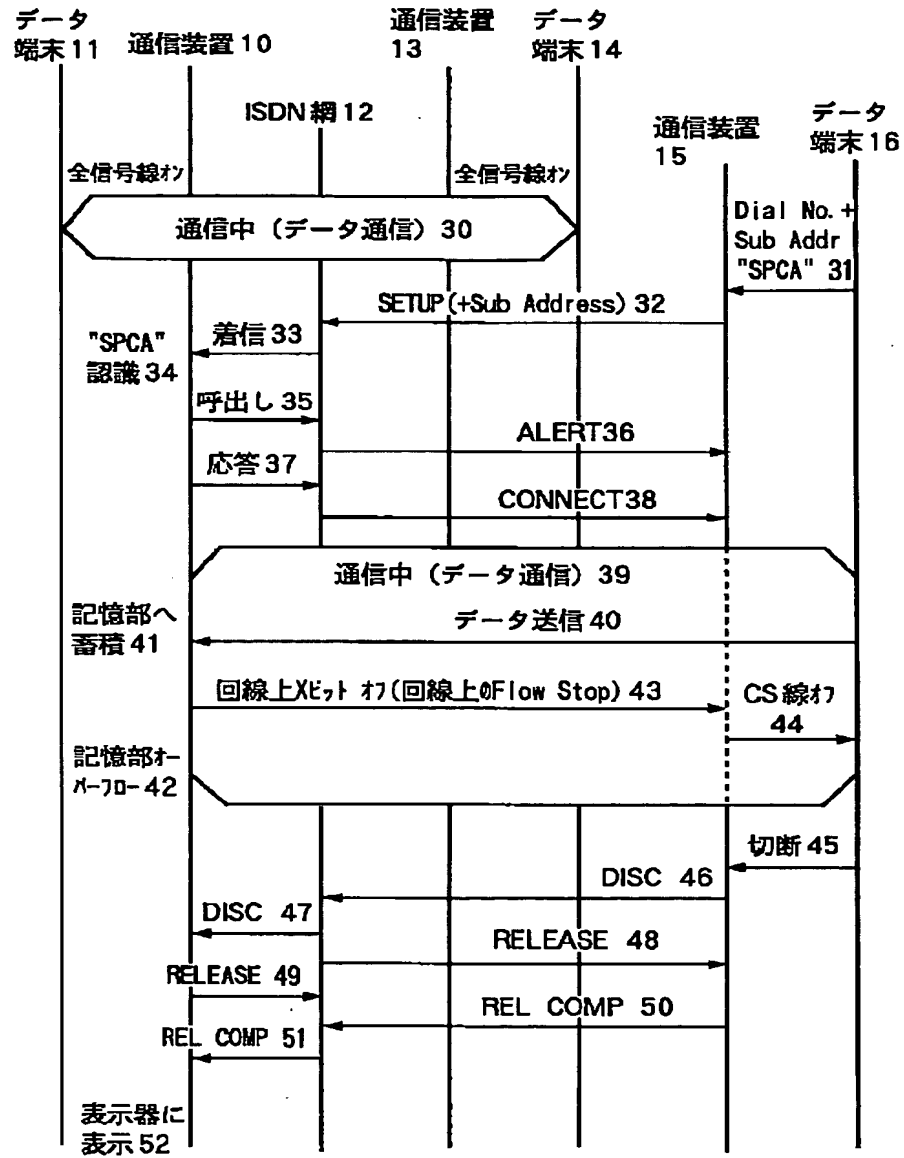 データ
端末11
通信装置10
通信装置
13
データ
端末14
ISDN網12
通信装置
15
データ
端末16
全信号線オン
全信号線オン
通信中（データ通信）30
Dial No.+
Sub Addr
"SPCA" 31
SETUP(+Sub Address)32
着信33
"SPCA"
認識34
呼出し35
ALERT36
応答37
CONNECT38
通信中（データ通信）39
記憶部へ
蓄積41
データ送信40
回線上Xビット オフ(回線上のFlow Stop)43
CS線オフ
44
記憶部オー
バーフロー42
切断45
DISC 46
DISC 47
RELEASE 48
RELEASE 49
REL COMP 50
REL COMP 51
表示器に
表示52